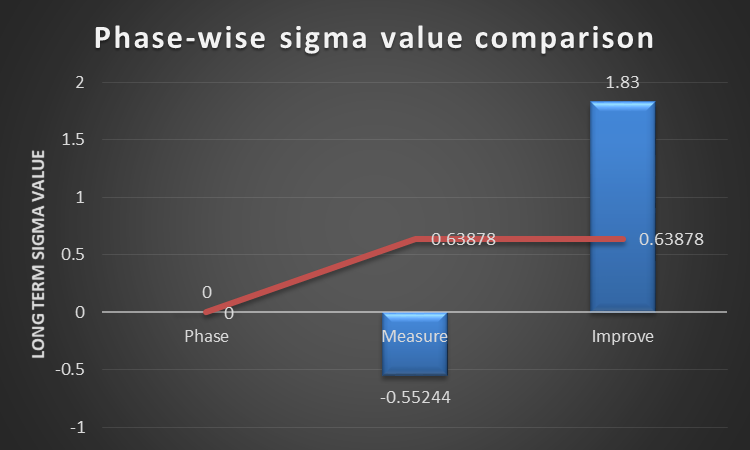 Phase-wise sigma value comparison
LONG TERM SIGMA VALUE
2
1.5
1
0.5
0
-0.5
-1
1.83
0.63878
0.63878
0
0
Phase
Measure
Improve
-0.55244